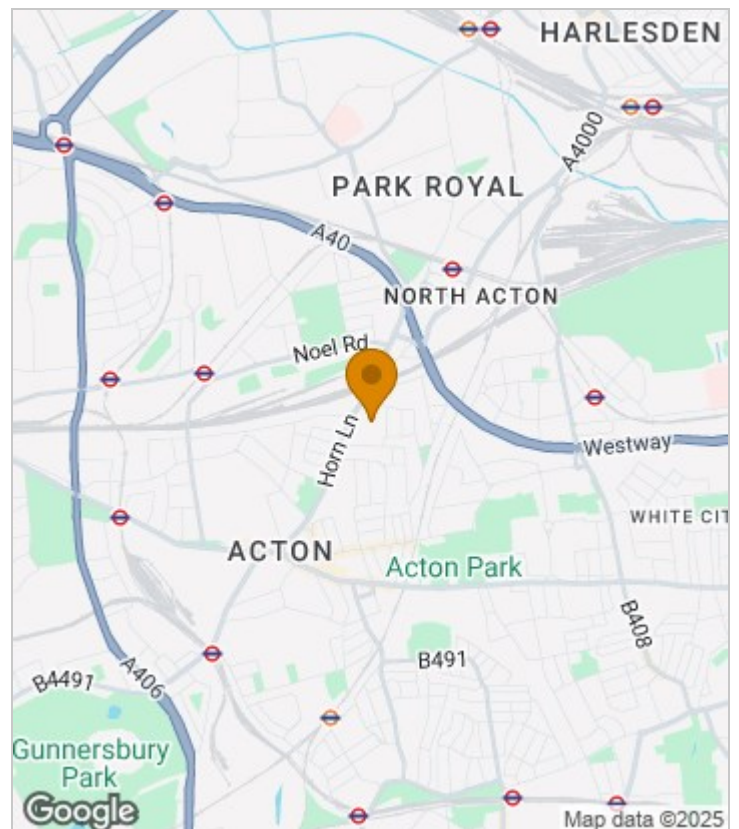 HARLESDEN
A4000
PARK ROYAL
A40
NORTH ACTON
Noel Rd
Horn Ln
Westway
WHITE CIT
ACTON
Acton Park
B408
B491
B4491
A406
Gunnersbury
Park
Google
Map data ©2025